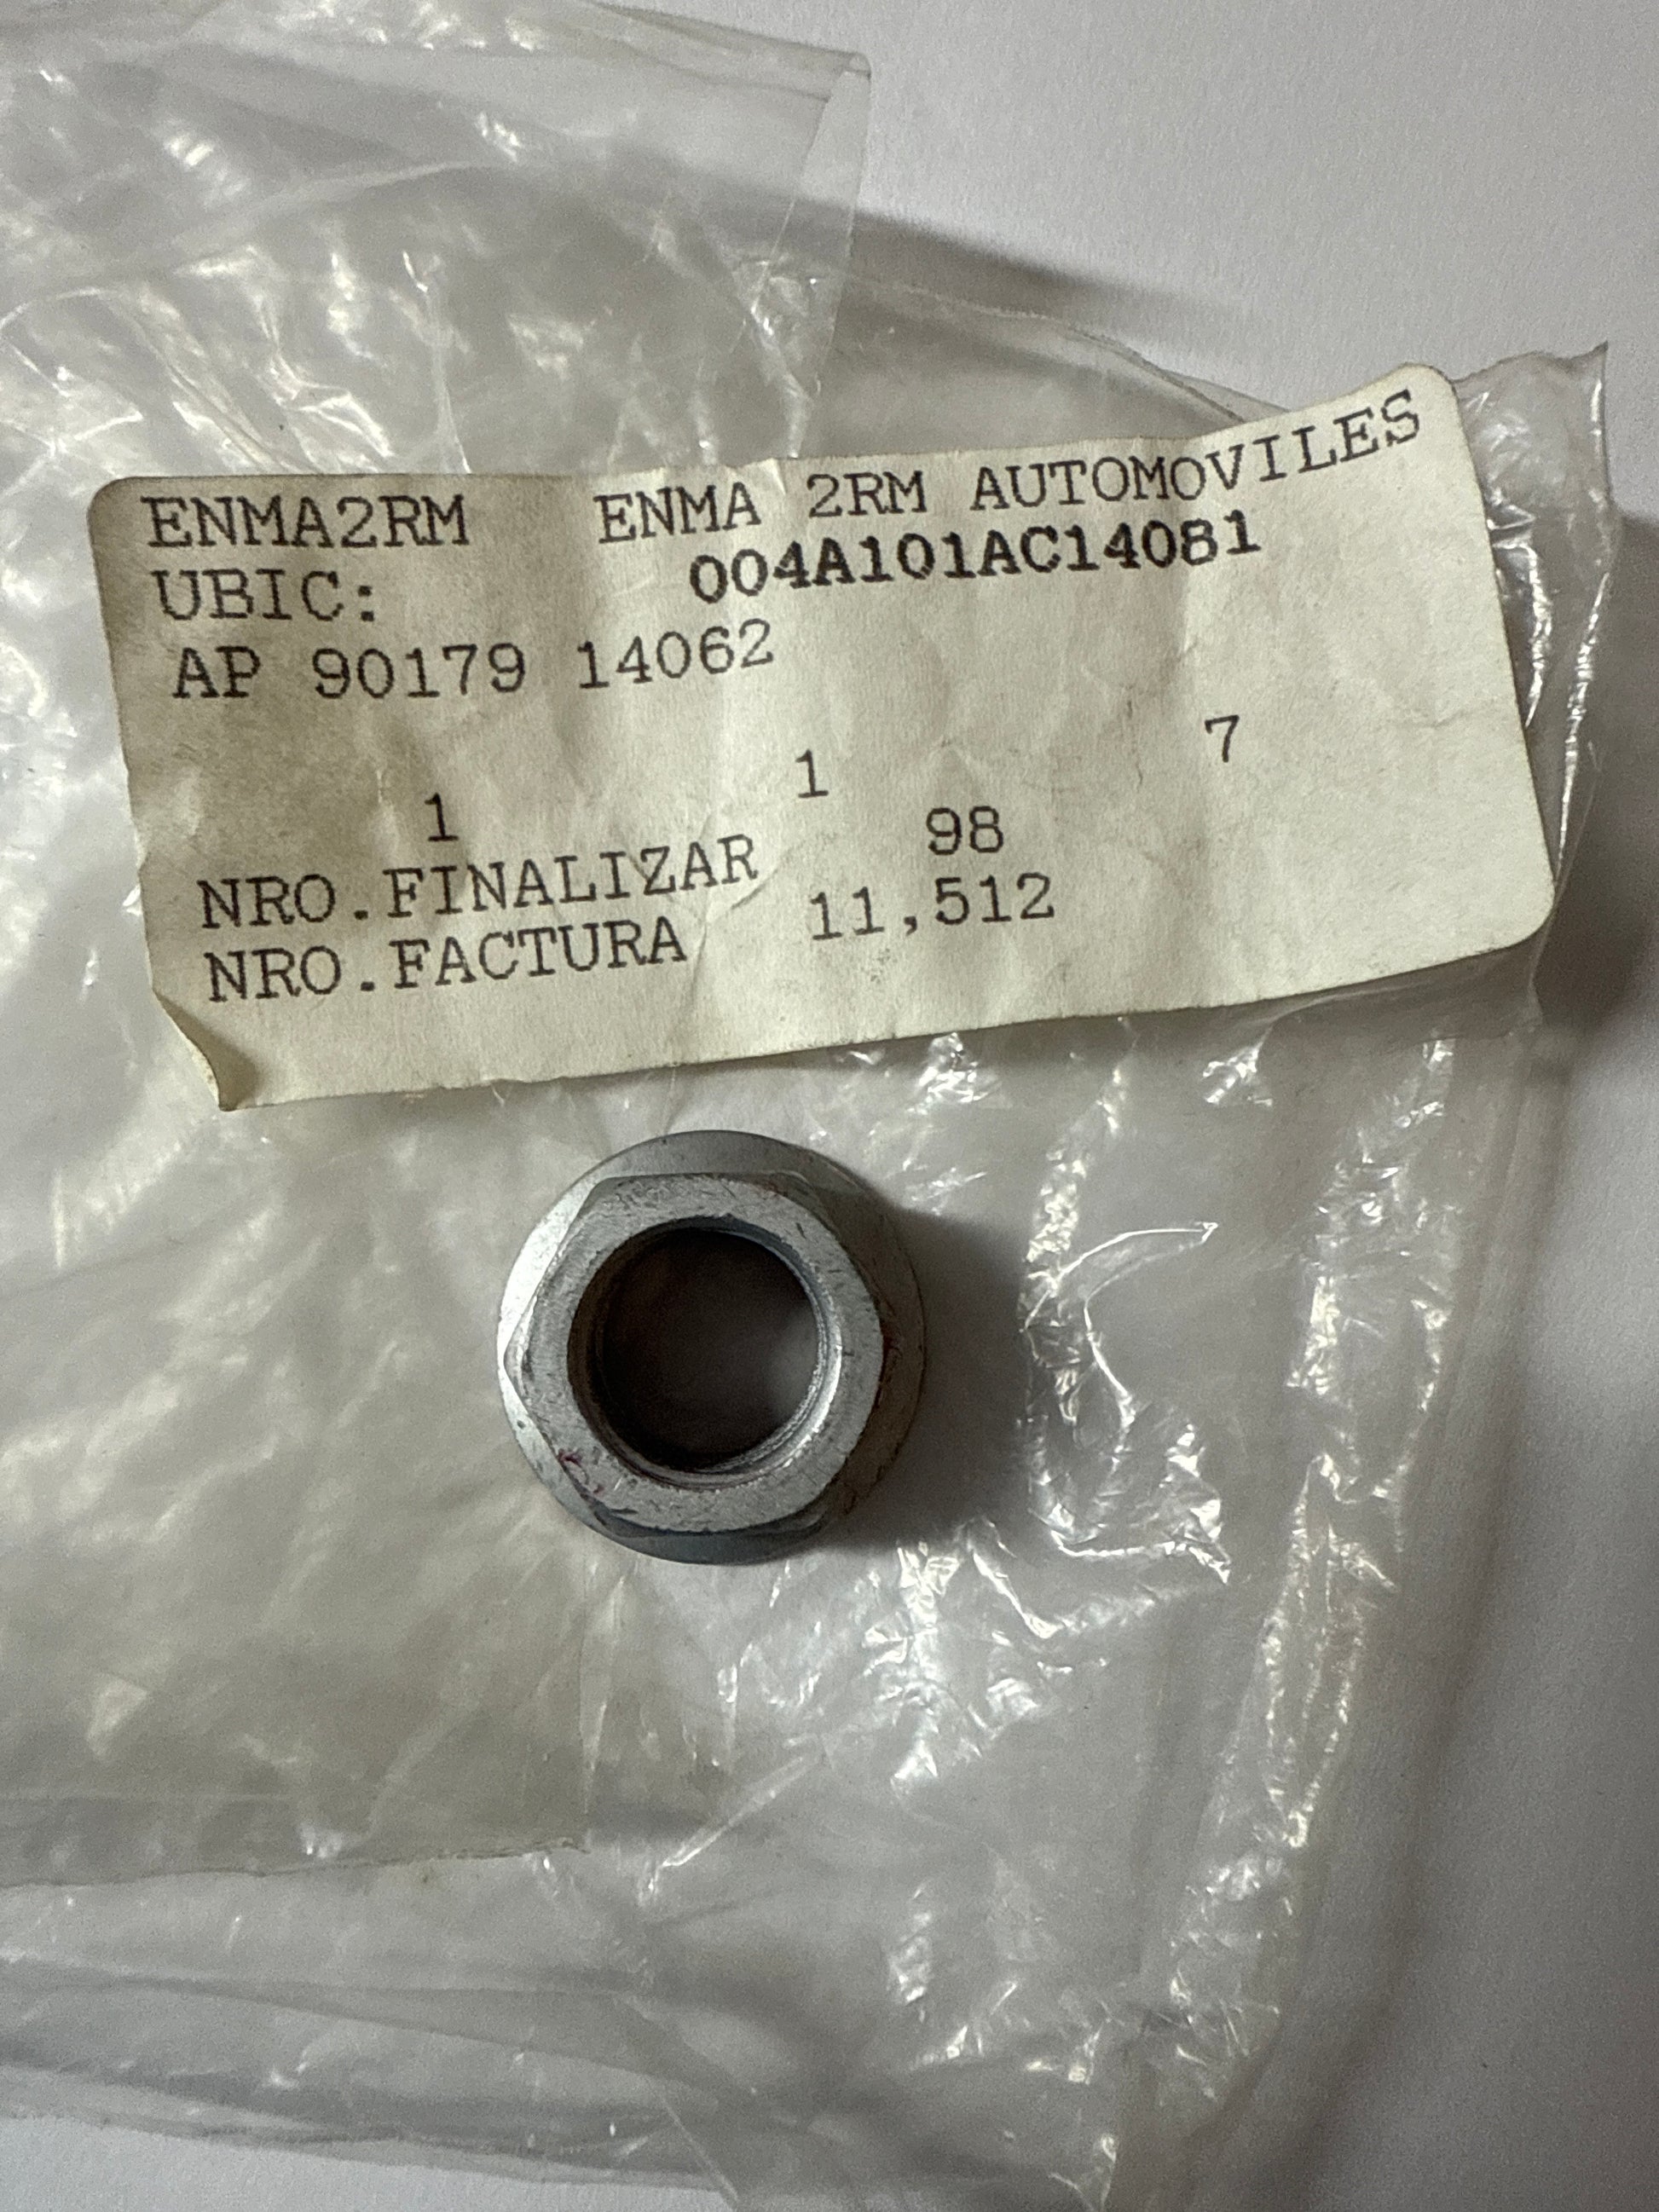 ENMA2RM ENMA 2RM AUTOMOVILES
UBIC: 004A101AC14081
AP 90179 14062
1 1 7
NRO.FINALIZAR 98
NRO.FACTURA 11,512